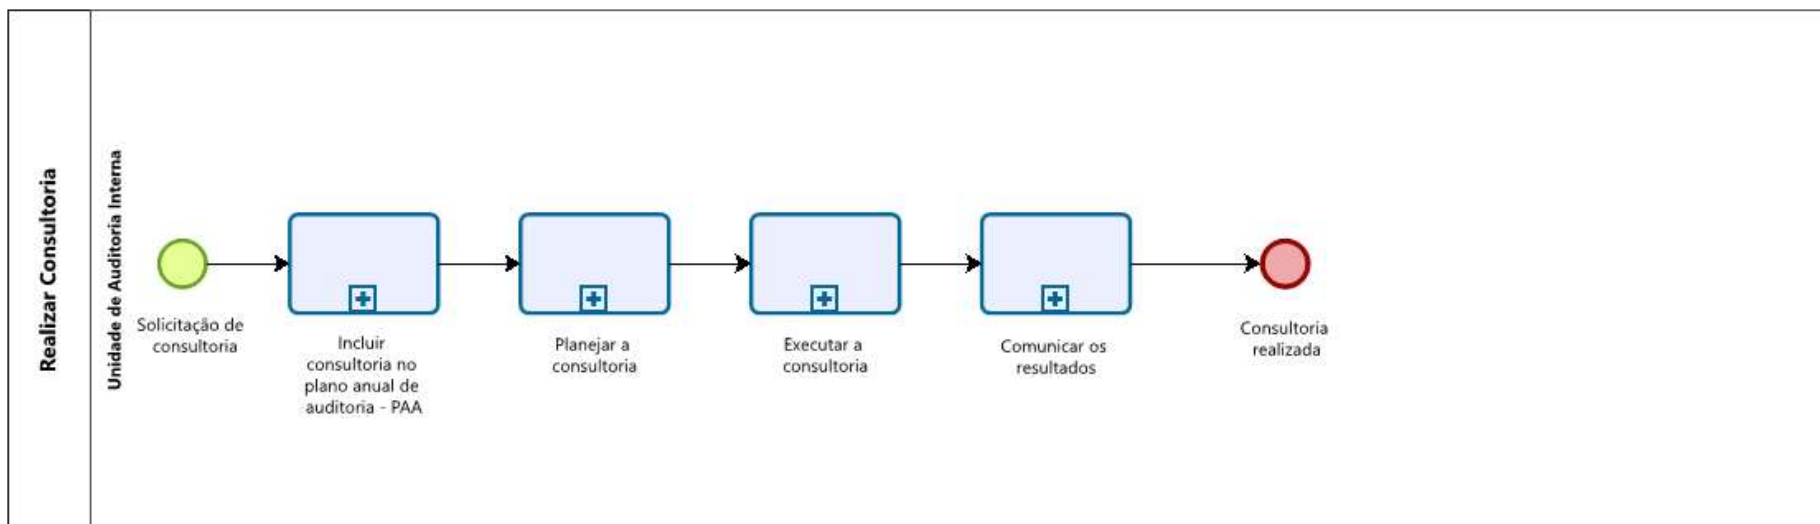 Realizar Consultoria
Unidade de Auditoria Interna
Solicitação de
consultoria
Incluir
consultoria no
plano anual de
auditoria - PAA
Planejar a
consultoria
Executar a
consultoria
Comunicar os
resultados
Consultoria
realizada